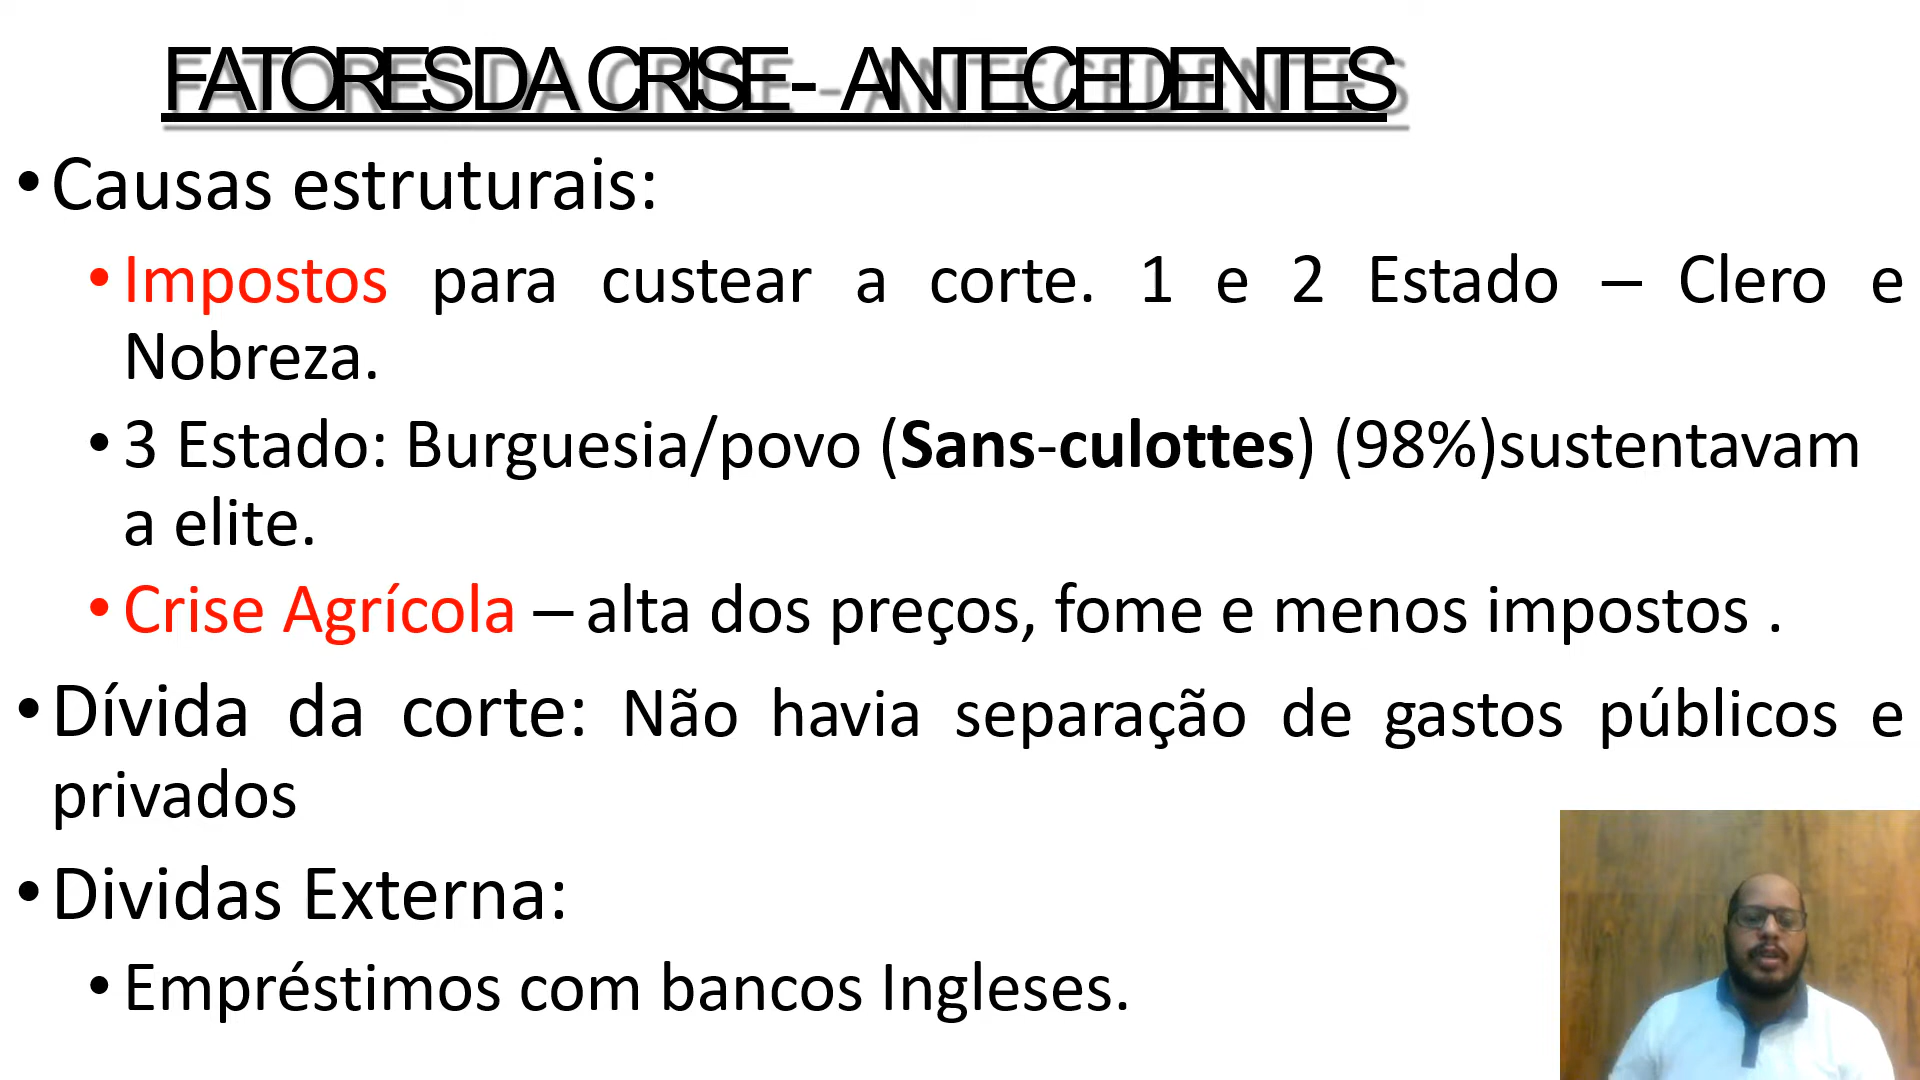 FATORES DA CRISE - ANTECEDENTES
•Causas estruturais:
•Impostos para custear a corte. 1 e 2 Estado – Clero e
Nobreza.
•3 Estado: Burguesia/povo (Sans-culottes) (98%)sustentavam
a elite.
•Crise Agrícola – alta dos preços, fome e menos impostos .
•Dívida da corte: Não havia separação de gastos públicos e
privados
•Dividas Externa:
•Empréstimos com bancos Ingleses.